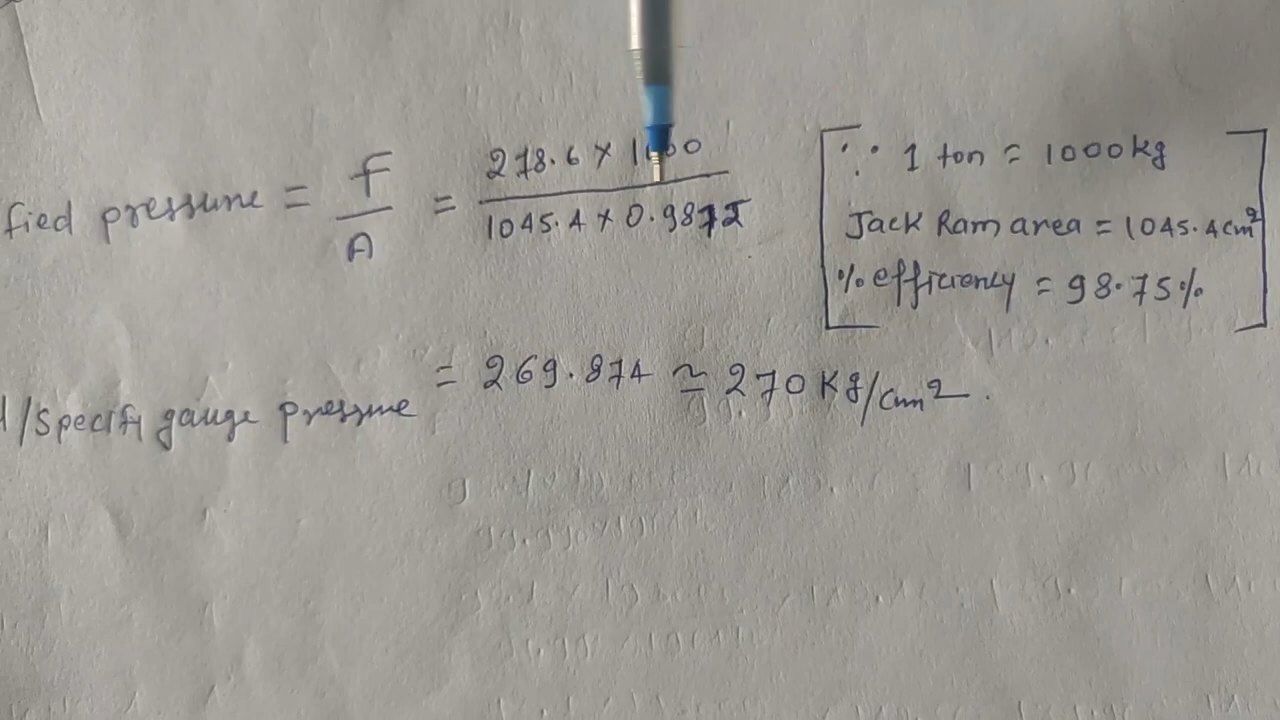 fied pressure = F/A = 278.6 × 1000 / 1045.4 × 0.9875
[∵ 1 ton = 1000kg
Jack Ram area = 1045.4cm²
% efficiency = 98.75%]
= 269.874 ≃ 270 Kg/cm².
/Specify gauge pressure